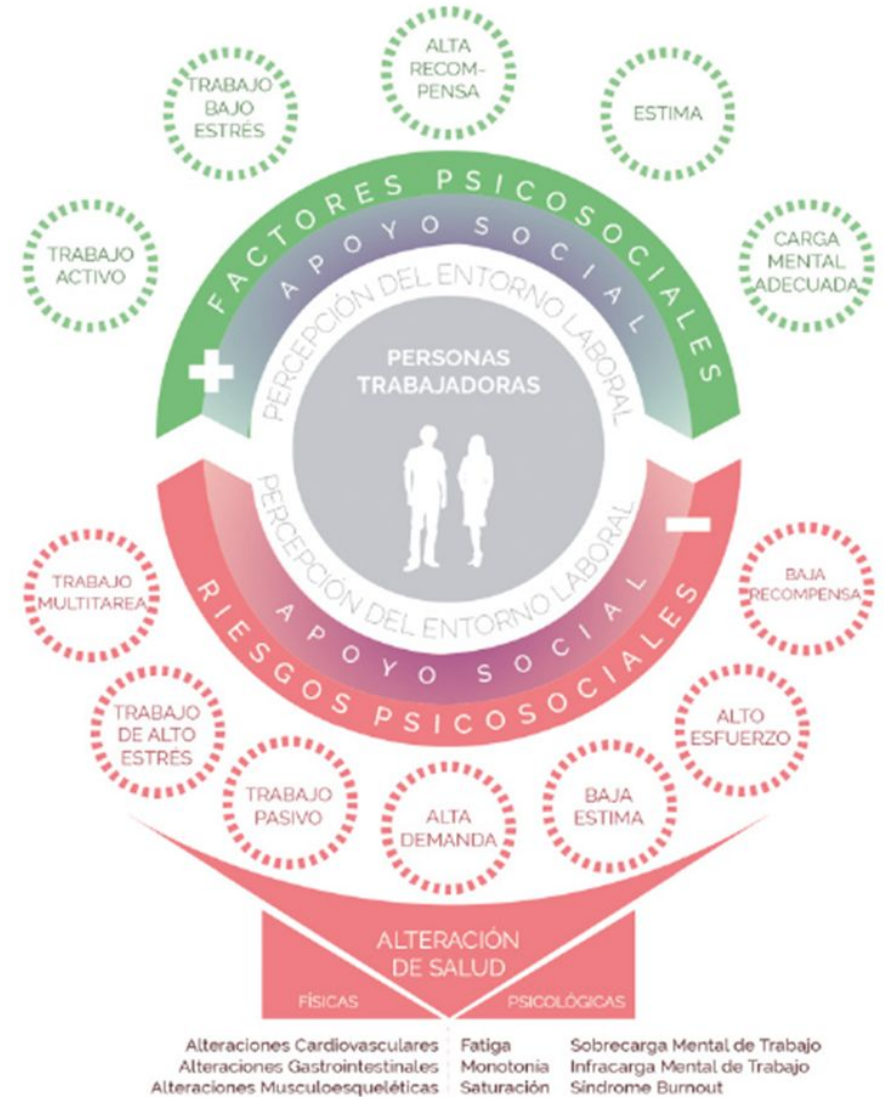 ALTA
RECOM-
PENSA
TRABAJO
BAJO
ESTRÉS
ESTIMA
TRABAJO
ACTIVO
CARGA
MENTAL
ADECUADA
FACTORES PSICOSOCIALES
APOYO SOCIAL
PERCEPCIÓN DEL ENTORNO LABORAL
+
PERSONAS
TRABAJADORAS
PERCEPCIÓN DEL ENTORNO LABORAL
APOYO SOCIAL
RIESGOS PSICOSOCIALES
-
TRABAJO
MULTITAREA
BAJA
RECOMPENSA
TRABAJO
DE ALTO
ESTRÉS
ALTO
ESFUERZO
TRABAJO
PASIVO
ALTA
DEMANDA
BAJA
ESTIMA
ALTERACIÓN
DE SALUD
FÍSICAS
PSICOLÓGICAS
Alteraciones Cardiovasculares
Alteraciones Gastrointestinales
Alteraciones Musculoesqueléticas
Fatiga
Monotonía
Saturación
Sobrecarga Mental de Trabajo
Infracarga Mental de Trabajo
Síndrome Burnout